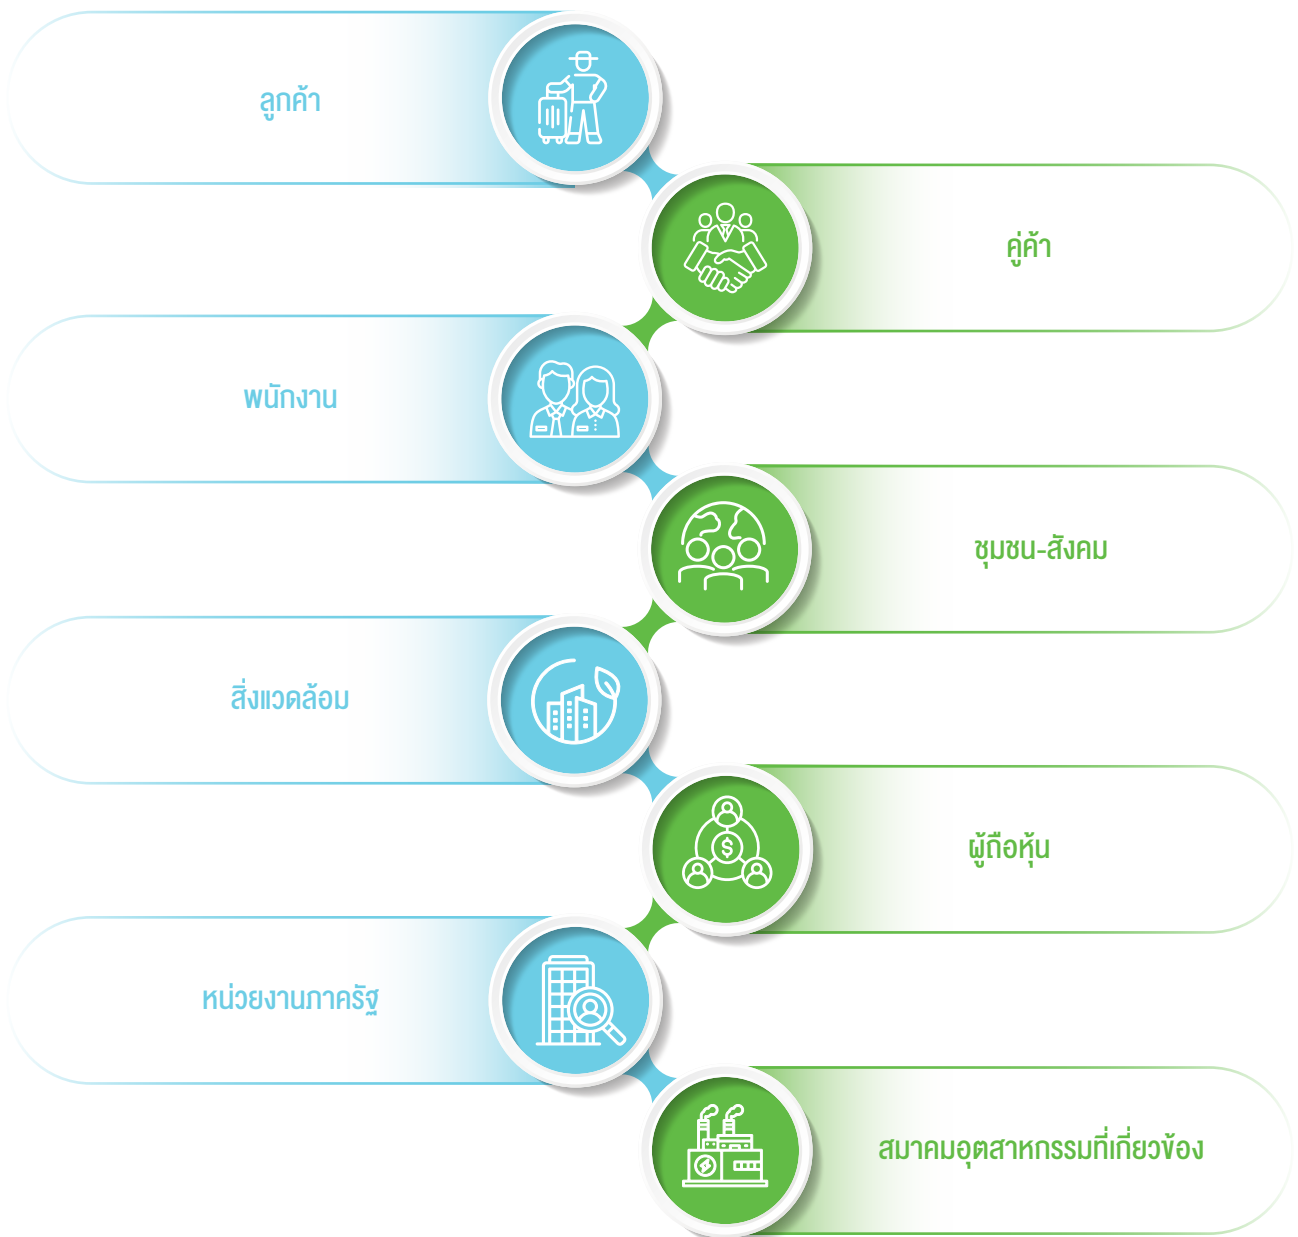 ลูกค้า
คู่ค้า
พนักงาน
ชุมชน-สังคม
สิ่งแวดล้อม
ผู้ถือหุ้น
$
หน่วยงานภาครัฐ
สมาคมอุตสาหกรรมที่เกี่ยวข้อง